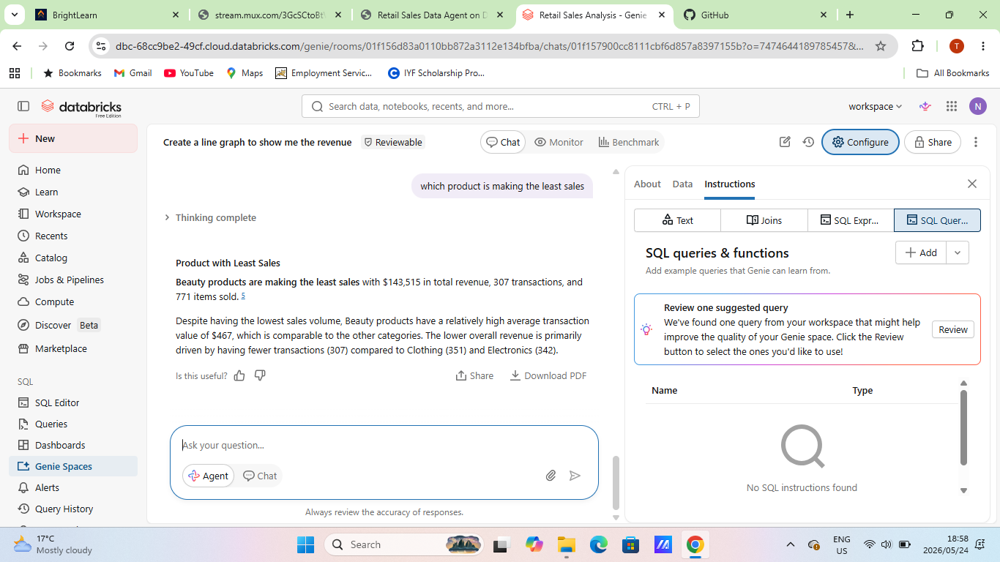 BrightLearn
stream.mux.com/3GcSCtoBt
Retail Sales Data Agent on D
Retail Sales Analysis - Genie
GitHub
dbc-68cc9be2-49cf.cloud.databricks.com/genie/rooms/01f156d83a0110bb872a3112e134bfba/chats/01f157900cc8111cbf6d857a8397155b?o=7474644189785457&...
T
Bookmarks
Gmail
YouTube
Maps
Employment Servic...
IYF Scholarship Pro...
All Bookmarks
databricks
Free Edition
Search data, notebooks, recents, and more...
CTRL + P
workspace
N
New
Home
Learn
Workspace
Recents
Catalog
Jobs & Pipelines
Compute
Discover Beta
Marketplace
SQL
SQL Editor
Queries
Dashboards
Genie Spaces
Alerts
Query History
Create a line graph to show me the revenue
Reviewable
Chat
Monitor
Benchmark
Configure
Share
which product is making the least sales
Thinking complete
Product with Least Sales
Beauty products are making the least sales with $143,515 in total revenue, 307 transactions, and
771 items sold. 5
Despite having the lowest sales volume, Beauty products have a relatively high average transaction
value of $467, which is comparable to the other categories. The lower overall revenue is primarily
driven by having fewer transactions (307) compared to Clothing (351) and Electronics (342).
Is this useful?
Share
Download PDF
Ask your question...
Agent
Chat
Always review the accuracy of responses.
About
Data
Instructions
Text
Joins
SQL Expr...
SQL Quer...
SQL queries & functions
Add
Add example queries that Genie can learn from.
Review one suggested query
We've found one query from your workspace that might help
improve the quality of your Genie space. Click the Review
button to select the ones you'd like to use!
Review
Name
Type
No SQL instructions found
17°C
Mostly cloudy
Search
ENG
US
18:58
2026/05/24